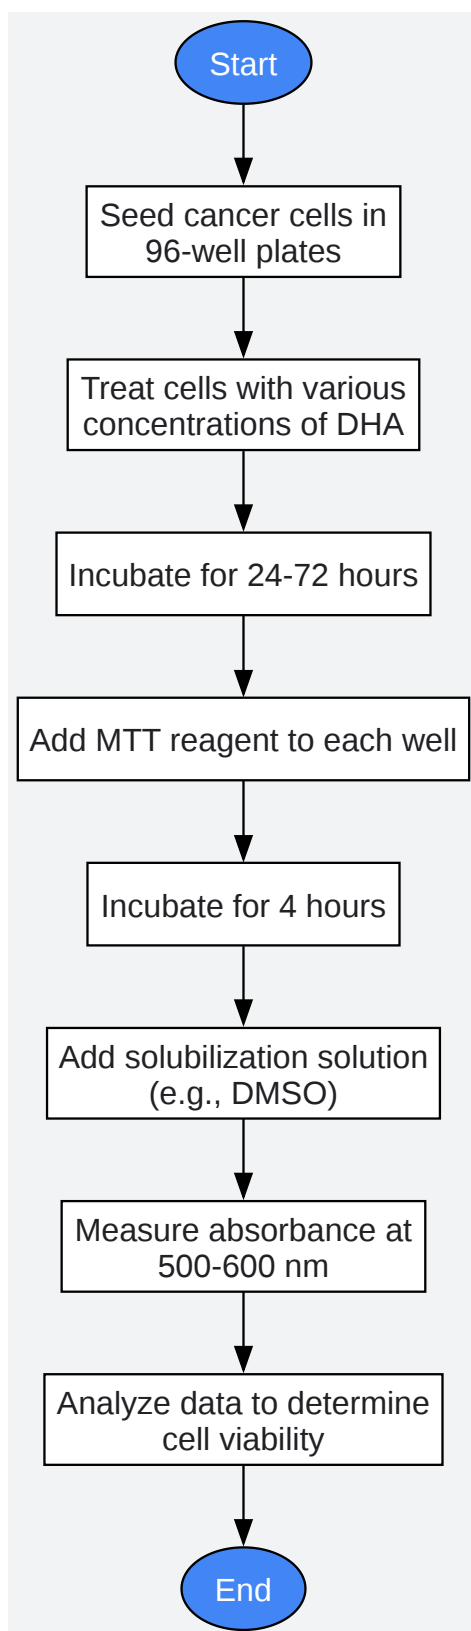 Start
Seed cancer cells in
96-well plates
Treat cells with various
concentrations of DHA
Incubate for 24-72 hours
Add MTT reagent to each well
Incubate for 4 hours
Add solubilization solution
(e.g., DMSO)
Measure absorbance at
500-600 nm
Analyze data to determine
cell viability
End